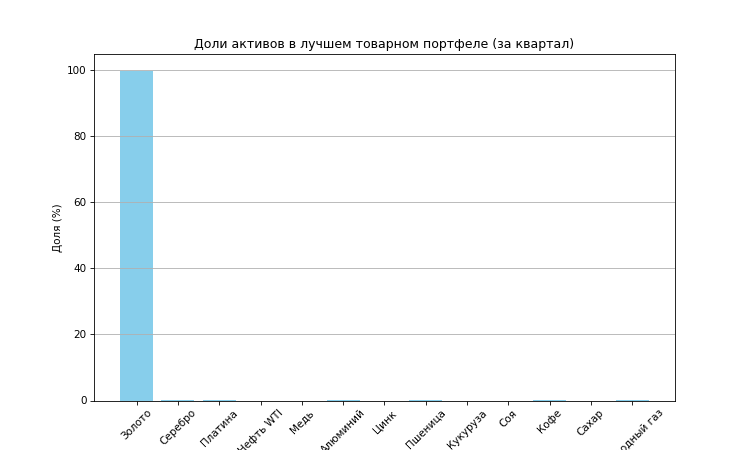 Доли активов в лучшем товарном портфеле (за квартал)
Доля (%)
100
80
60
40
20
0
Золото
Серебро
Платина
Нефть WTI
Медь
Алюминий
Цинк
Пшеница
Кукуруза
Соя
Кофе
Сахар
одный газ